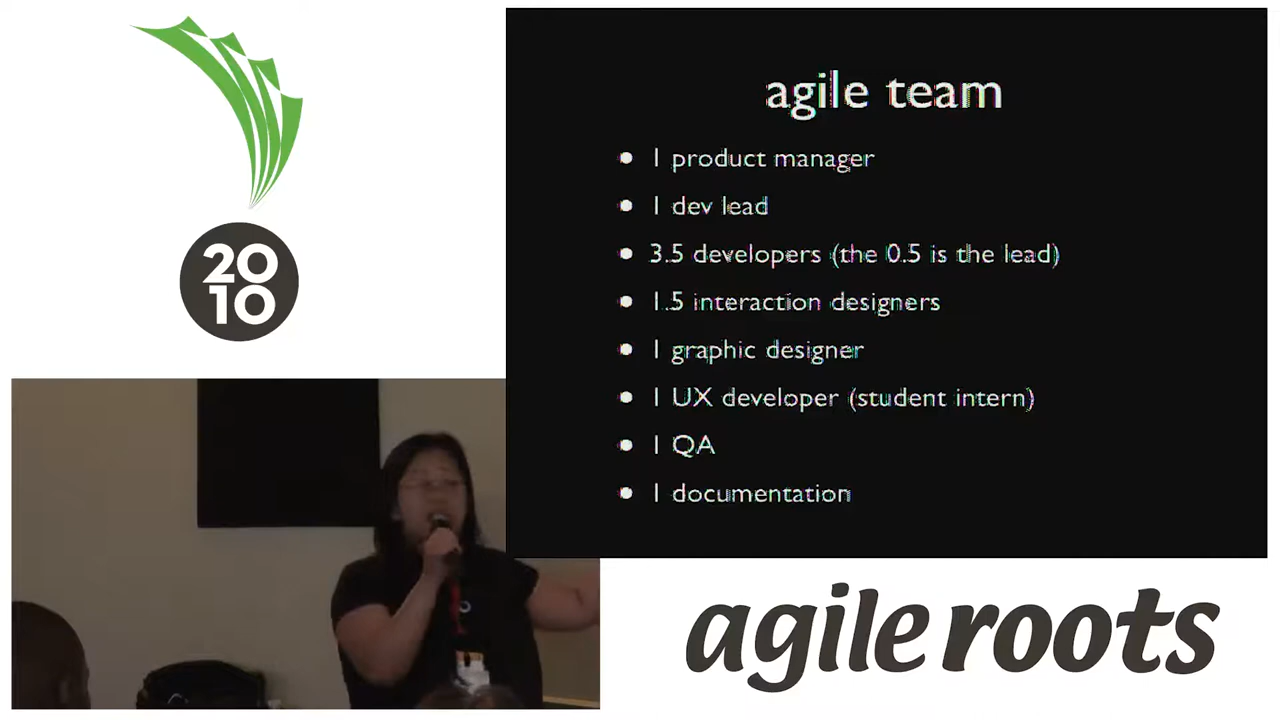 20
10
agile team
• 1 product manager
• 1 dev lead
• 3.5 developers (the 0.5 is the lead)
• 1.5 interaction designers
• 1 graphic designer
• 1 UX developer (student intern)
• 1 QA
• 1 documentation
agile roots